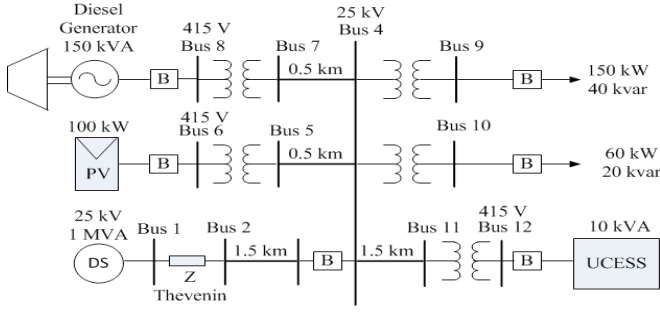 Diesel
Generator
150 kVA
415 V
Bus 8
Bus 7
25 kV
Bus 4
Bus 9
B
0.5 km
B
150 kW
40 kvar
100 kW
415 V
Bus 6
Bus 5
Bus 10
PV
B
0.5 km
B
60 kW
20 kvar
25 kV
1 MVA
Bus 1
Bus 2
Bus 11
415 V
Bus 12
10 kVA
DS
Z
Thevenin
1.5 km
B
1.5 km
B
UCESS